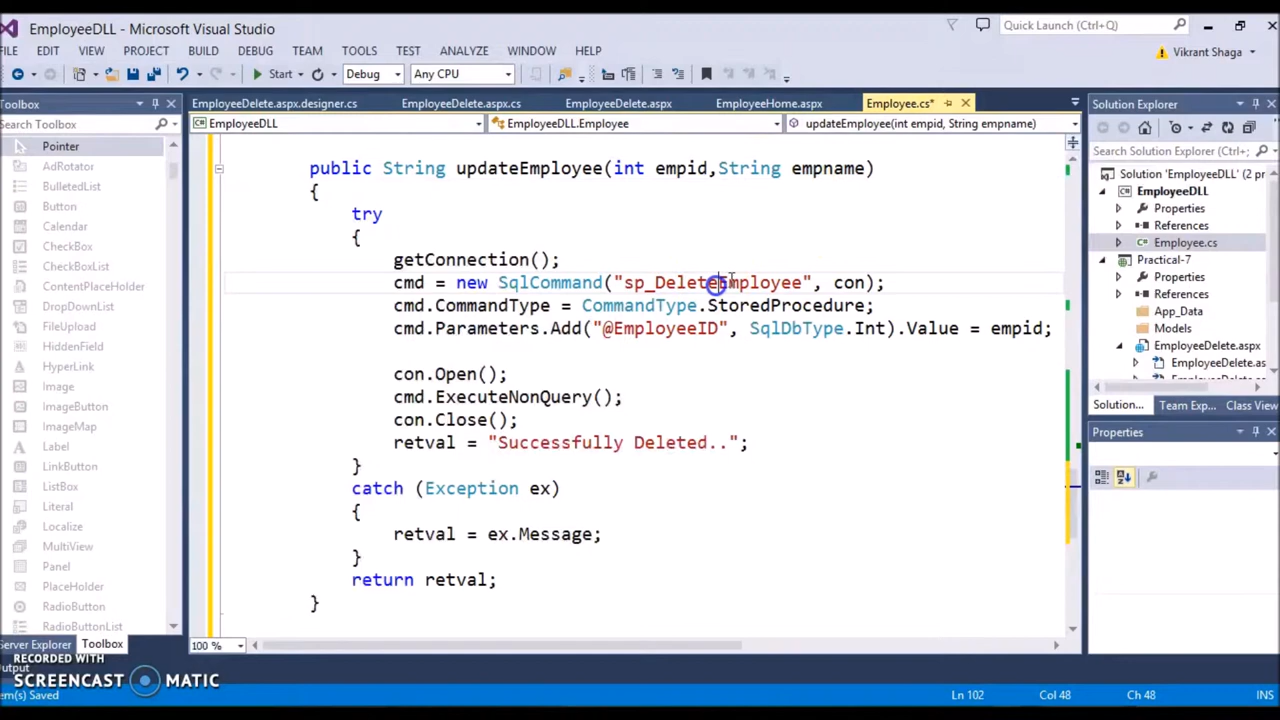 EmployeeDLL - Microsoft Visual Studio
Quick Launch (Ctrl+Q)
FILE EDIT VIEW PROJECT BUILD DEBUG TEAM TOOLS TEST ANALYZE WINDOW HELP
Vikrant Shaga
Start Debug Any CPU
Toolbox
EmployeeDelete.aspx.designer.cs EmployeeDelete.aspx.cs EmployeeDelete.aspx EmployeeHome.aspx Employee.cs*
Solution Explorer
Search Toolbox
EmployeeDLL EmployeeDLL.Employee updateEmployee(int empid, String empname)
Pointer
AdRotator
BulletedList
Button
Calendar
CheckBox
CheckBoxList
ContentPlaceHolder
DropDownList
FileUpload
HiddenField
HyperLink
Image
ImageButton
ImageMap
Label
LinkButton
ListBox
Literal
Localize
MultiView
Panel
PlaceHolder
RadioButton
RadioButtonList
Server Explorer Toolbox
public String updateEmployee(int empid,String empname)
{
try
{
getConnection();
cmd = new SqlCommand("sp_DeleteEmployee", con);
cmd.CommandType = CommandType.StoredProcedure;
cmd.Parameters.Add("@EmployeeID", SqlDbType.Int).Value = empid;
con.Open();
cmd.ExecuteNonQuery();
con.Close();
retval = "Successfully Deleted..";
}
catch (Exception ex)
{
retval = ex.Message;
}
return retval;
}
100 %
Search Solution Explorer (Ctrl+;)
Solution 'EmployeeDLL' (2 pr
EmployeeDLL
Properties
References
Employee.cs
Practical-7
Properties
References
App_Data
Models
EmployeeDelete.aspx
EmployeeDelete.as
EmployeeDelete.as
Solution... Team Exp... Class View
Properties
Output
RECORDED WITH
SCREENCAST MATIC
em(s) Saved
Ln 102 Col 48 Ch 48 INS